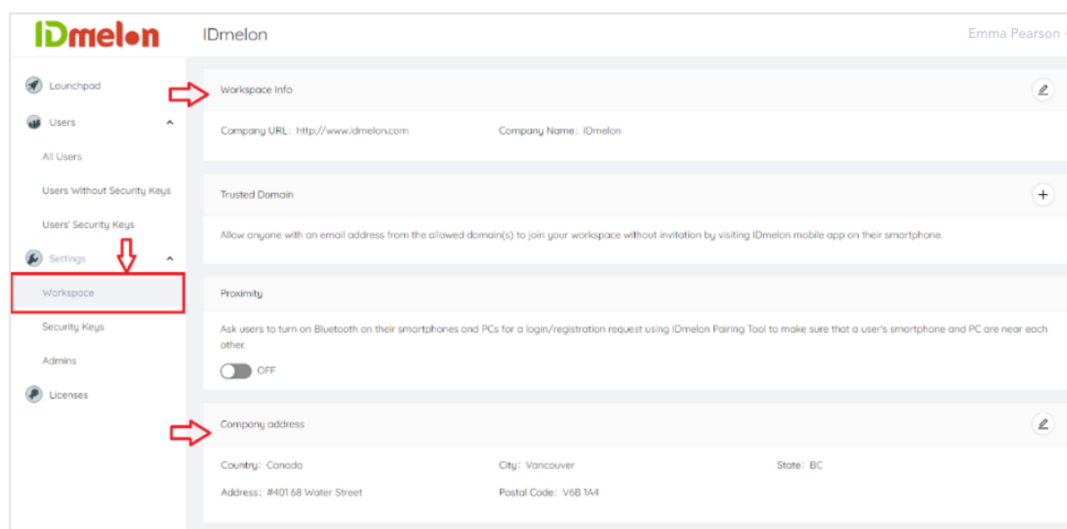 IDmelon
IDmelon
Emma Pearson
Launchpad
Users
All Users
Users Without Security Keys
Users' Security Keys
Settings
Workspace
Security Keys
Admins
Licenses
Workspace Info
Company URL: http://www.idmelon.com Company Name: IDmelon
Trusted Domain
Allow anyone with an email address from the allowed domain(s) to join your workspace without invitation by visiting IDmelon mobile app on their smartphone.
Proximity
Ask users to turn on Bluetooth on their smartphones and PCs for a login/registration request using IDmelon Pairing Tool to make sure that a user's smartphone and PC are near each
other.
OFF
Company address
Country: Canada City: Vancouver State: BC
Address: #401 68 Water Street Postal Code: V6B 1A4